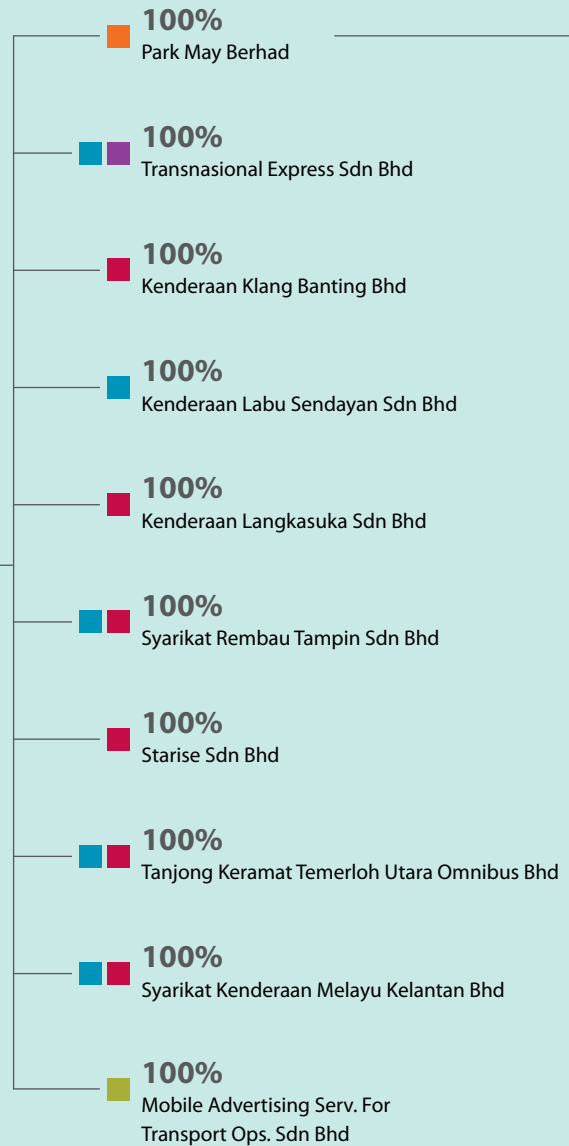 100%
Park May Berhad
100%
Transnasional Express Sdn Bhd
100%
Kenderaan Klang Banting Bhd
100%
Kenderaan Labu Sendayan Sdn Bhd
100%
Kenderaan Langkasuka Sdn Bhd
100%
Syarikat Rembau Tampin Sdn Bhd
100%
Starise Sdn Bhd
100%
Tanjong Keramat Temerloh Utara Omnibus Bhd
100%
Syarikat Kenderaan Melayu Kelantan Bhd
100%
Mobile Advertising Serv. For
Transport Ops. Sdn Bhd